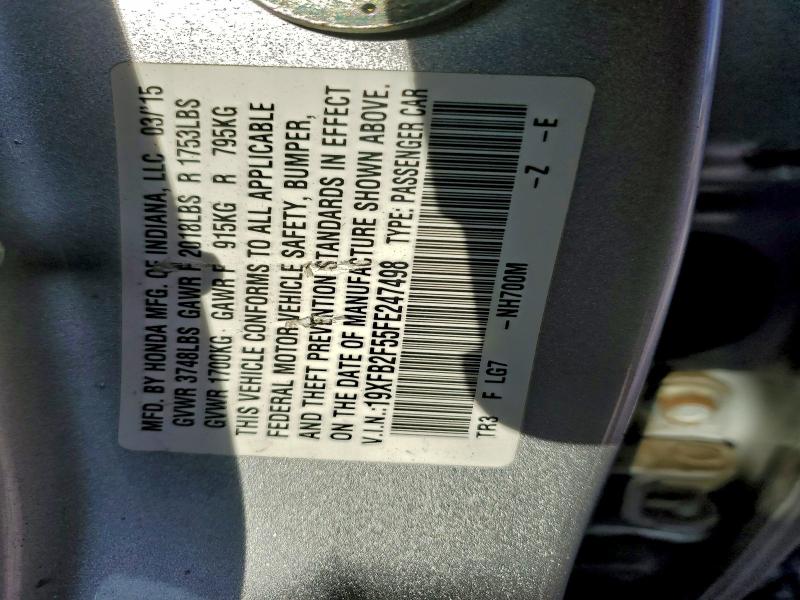 MFD. BY HONDA MFG. OF INDIANA, LLC 03/15
GVWR 3748LBS GAWR F 2018LBS R 1753LBS
GVWR 1700KG GAWR F 915KG R 795KG
THIS VEHICLE CONFORMS TO ALL APPLICABLE
FEDERAL MOTOR VEHICLE SAFETY, BUMPER,
AND THEFT PREVENTION STANDARDS IN EFFECT
ON THE DATE OF MANUFACTURE SHOWN ABOVE.
V.I.N.:19XFB2F55FE247498 TYPE: PASSENGER CAR
TR3 F LG7 -NH700M -Z -E